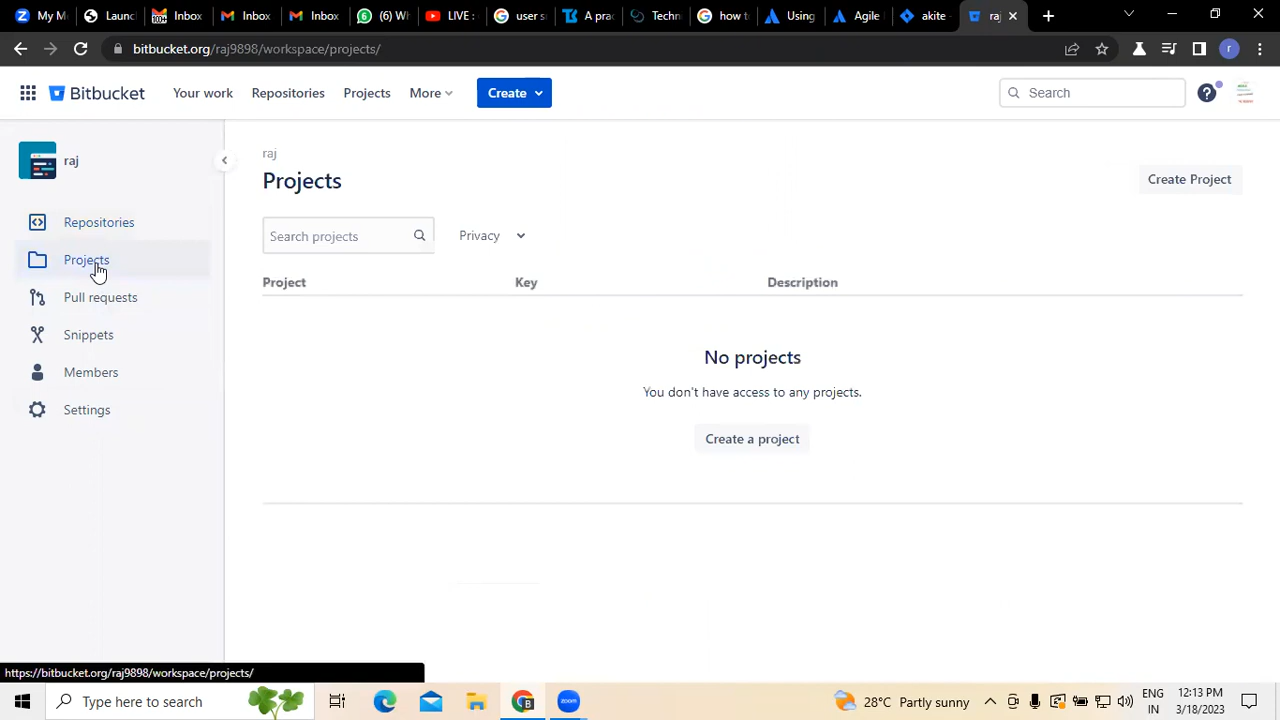 My M
Launc
Inbox
Inbox
Inbox
(6) W
LIVE :
user s
A prac
Techn
how to
Using
Agile
akite
raj
bitbucket.org/raj9898/workspace/projects/
r
Bitbucket
Your work
Repositories
Projects
More
Create
Search
raj
Repositories
Projects
Pull requests
Snippets
Members
Settings
raj
Projects
Create Project
Search projects
Privacy
Project Key Description
No projects
You don't have access to any projects.
Create a project
https://bitbucket.org/raj9898/workspace/projects/
Type here to search
zoom
28°C Partly sunny
ENG
IN
12:13 PM
3/18/2023